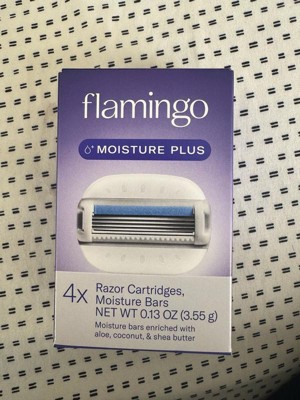 flamingo
MOISTURE PLUS
4x Razor Cartridges,
Moisture Bars
NET WT 0.13 OZ (3.55 g)
Moisture bars enriched with
aloe, coconut, & shea butter